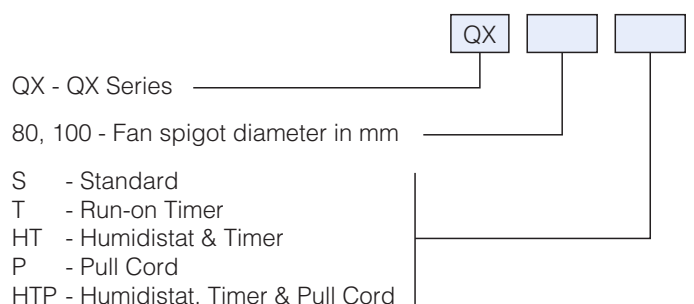 QX
QX - QX Series
80, 100 - Fan spigot diameter in mm
S - Standard
T - Run-on Timer
HT - Humidistat & Timer
P - Pull Cord
HTP - Humidistat, Timer & Pull Cord